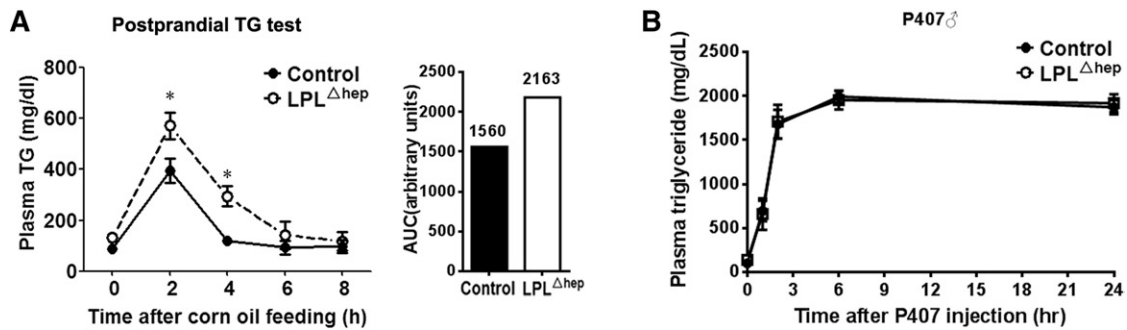 A
Postprandial TG test
Plasma TG (mg/dl)
800
600
400
200
0
*
*
Control
LPL△hep
0 2 4 6 8
Time after corn oil feeding (h)
AUC(arbitrary units)
2500
2000
1500
1000
500
0
1560
2163
Control LPL△hep
B
P407♂
Plasma triglyceride (mg/dL)
2500
2000
1500
1000
500
0
Control
LPL△hep
0 3 6 9 12 15 18 21 24
Time after P407 injection (hr)